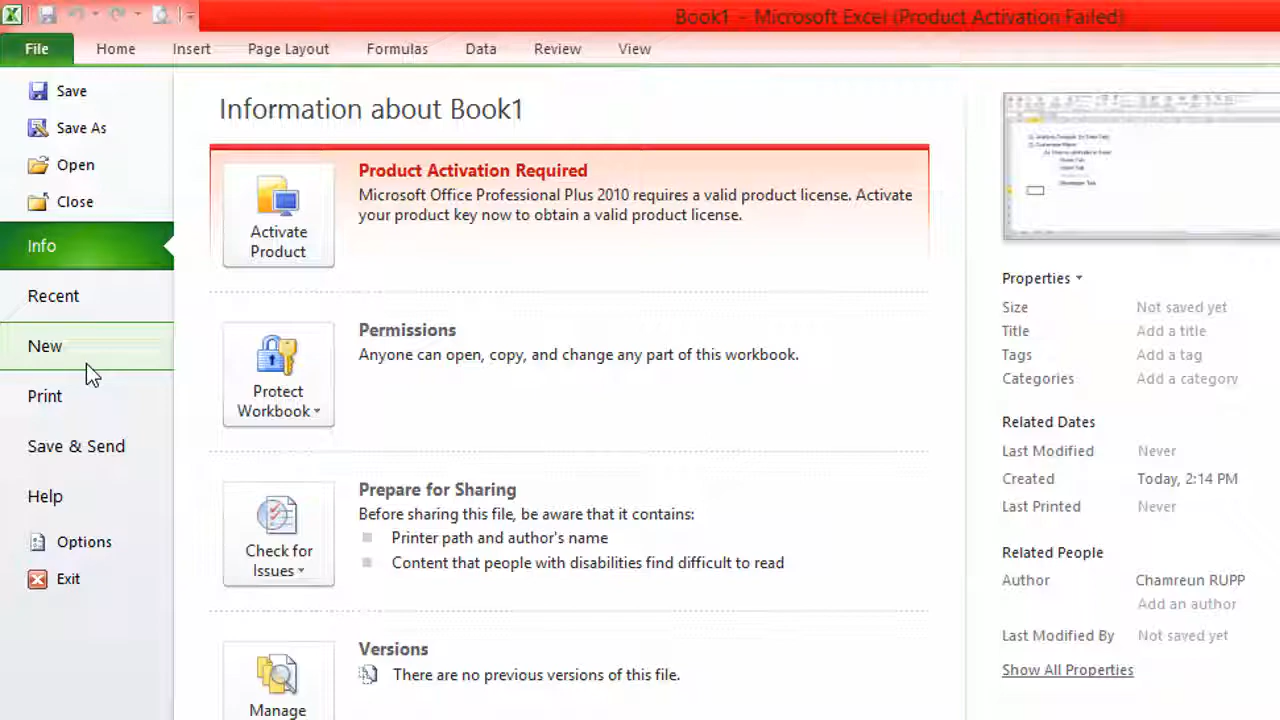 Book1 - Microsoft Excel (Product Activation Failed)
File Home Insert Page Layout Formulas Data Review View
Save
Save As
Open
Close
Info
Recent
New
Print
Save & Send
Help
Options
Exit
Information about Book1
Activate
Product
Product Activation Required
Microsoft Office Professional Plus 2010 requires a valid product license. Activate
your product key now to obtain a valid product license.
Protect
Workbook
Permissions
Anyone can open, copy, and change any part of this workbook.
Check for
Issues
Prepare for Sharing
Before sharing this file, be aware that it contains:
Printer path and author's name
Content that people with disabilities find difficult to read
Manage
Versions
There are no previous versions of this file.
Properties
Size Not saved yet
Title Add a title
Tags Add a tag
Categories Add a category
Related Dates
Last Modified Never
Created Today, 2:14 PM
Last Printed Never
Related People
Author Chamreun RUPP
Add an author
Last Modified By Not saved yet
Show All Properties